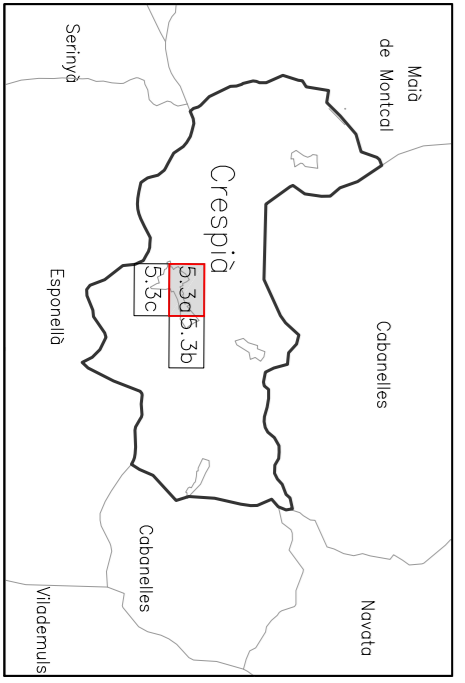 Serinyà
Maià
de Montcal
Crespià
5.3a
5.3b
5.3c
Esponellà
Cabanelles
Cabanelles
Navata
Vilademuls